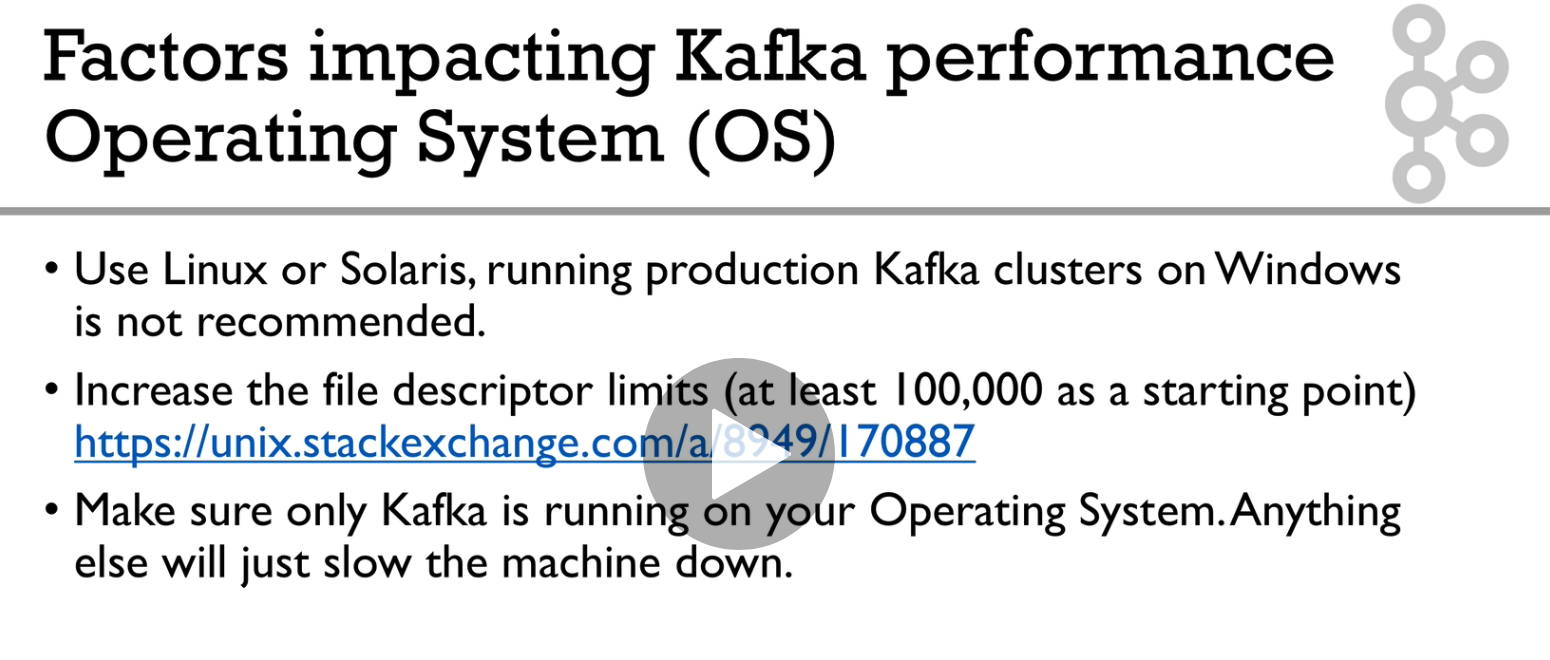 Factors impacting Kafka performance
Operating System (OS)
• Use Linux or Solaris, running production Kafka clusters on Windows
is not recommended.
• Increase the file descriptor limits (at least 100,000 as a starting point)
https://unix.stackexchange.com/a/8949/170887
• Make sure only Kafka is running on your Operating System. Anything
else will just slow the machine down.